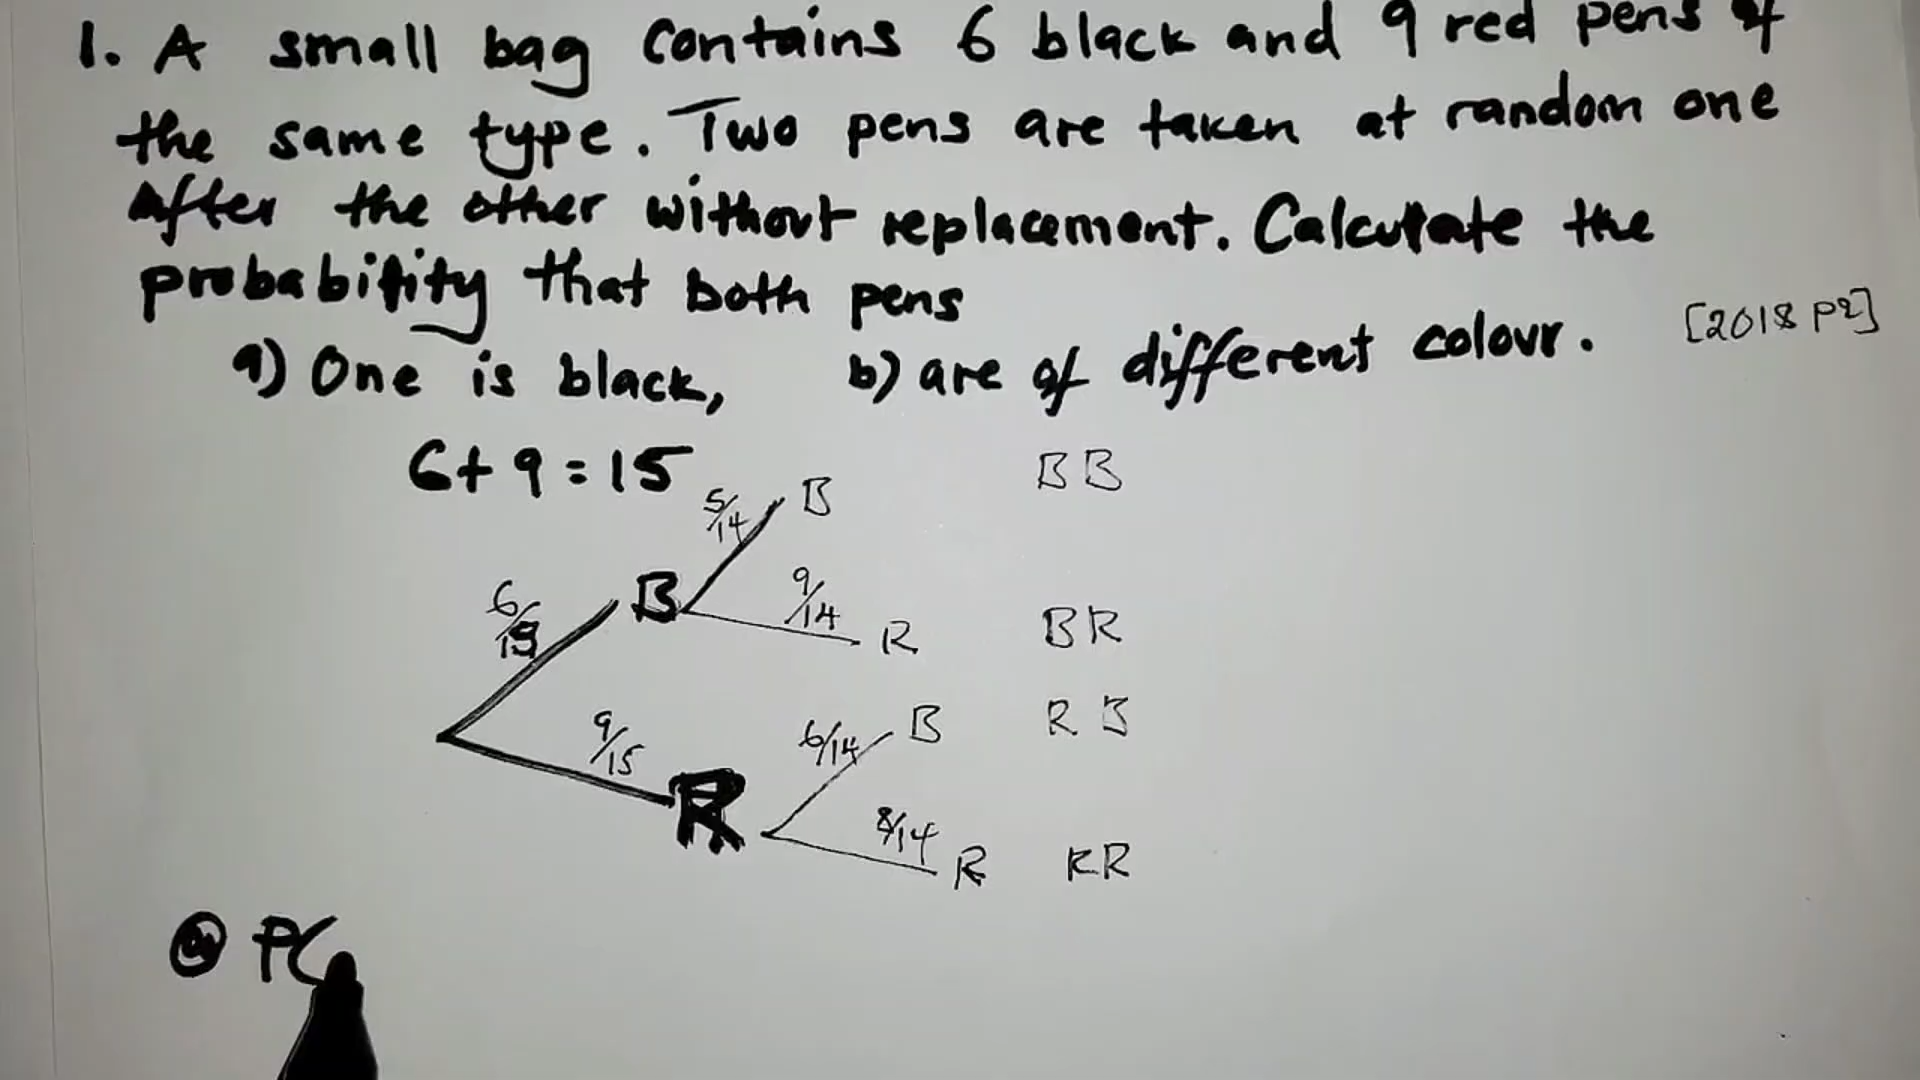 1. A small bag contains 6 black and 9 red pens of
the same type. Two pens are taken at random one
After the other without replacement. Calculate the
probability that both pens
a) One is black, b) are of different colour. [2018 P2]
6+9=15
5/14 B BB
6/15 B 9/14 R BR
9/15 R 6/14 B RB
8/14 R RR
P(